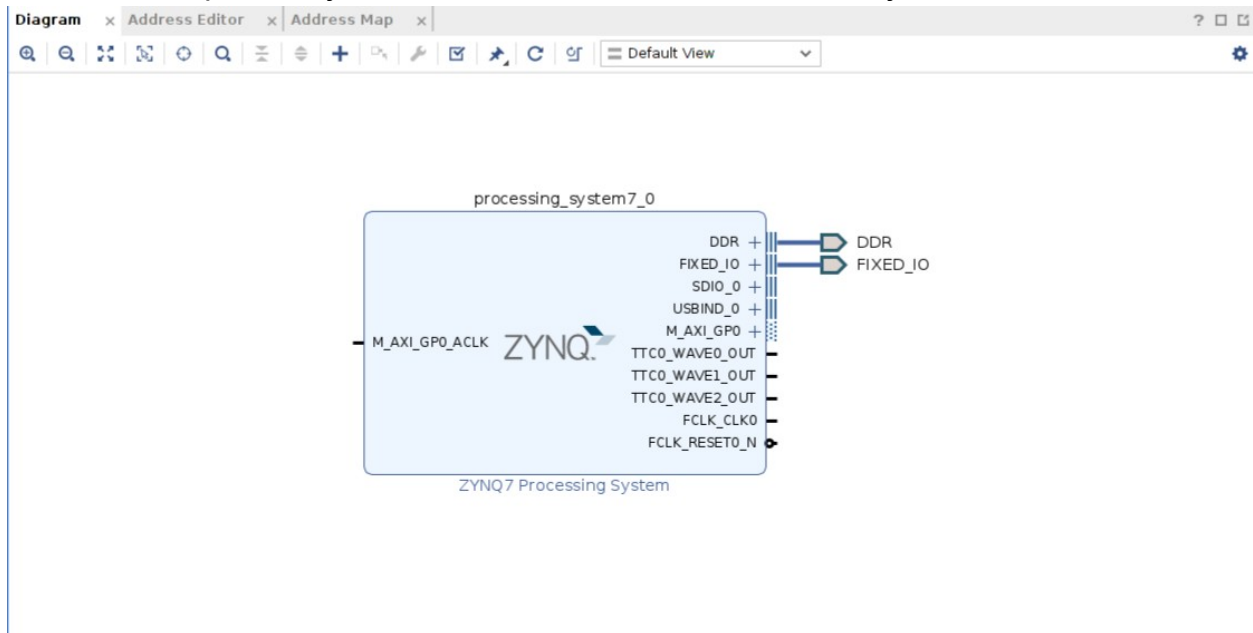 Diagram x Address Editor x Address Map x ?
Default View
processing_system7_0
DDR + DDR
FIXED_IO + FIXED_IO
SDIO_0 +
USBIND_0 +
M_AXI_GP0 +
M_AXI_GP0_ACLK ZYNQ. TTC0_WAVE0_OUT
TTC0_WAVE1_OUT
TTC0_WAVE2_OUT
FCLK_CLK0
FCLK_RESET0_N
ZYNQ7 Processing System